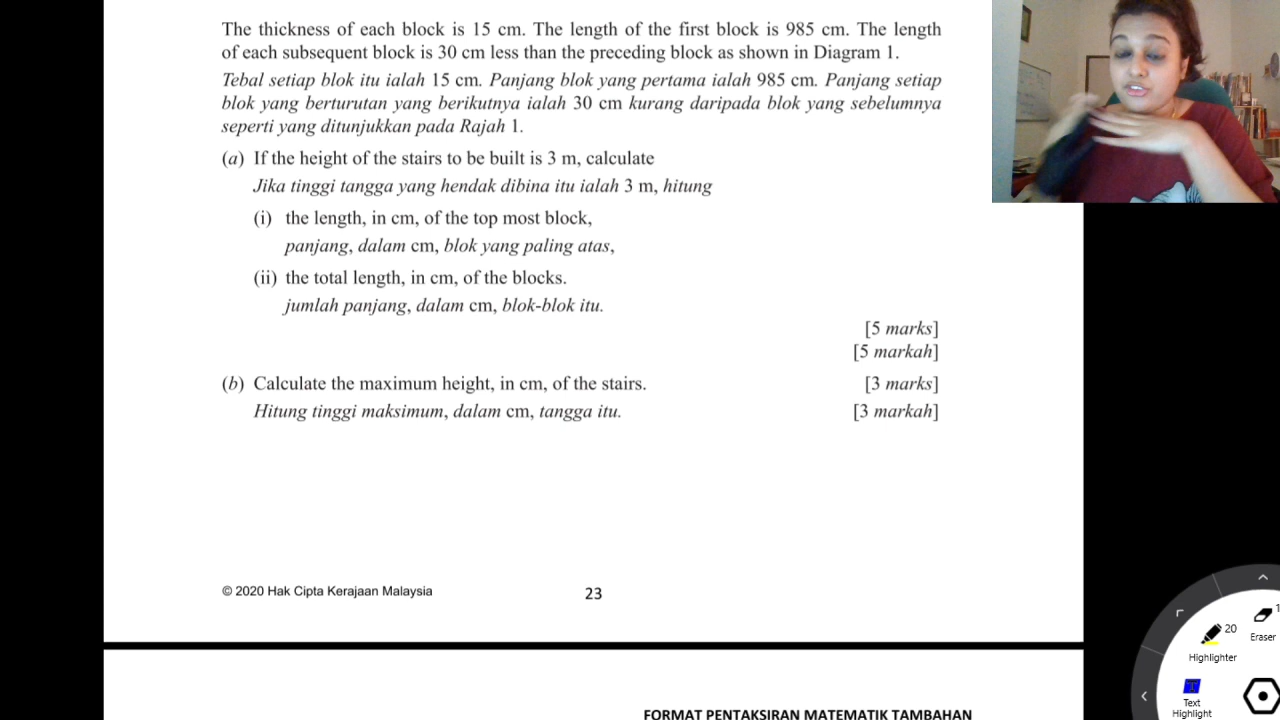 The thickness of each block is 15 cm. The length of the first block is 985 cm. The length
of each subsequent block is 30 cm less than the preceding block as shown in Diagram 1.
Tebal setiap blok itu ialah 15 cm. Panjang blok yang pertama ialah 985 cm. Panjang setiap
blok yang berturutan yang berikutnya ialah 30 cm kurang daripada blok yang sebelumnya
seperti yang ditunjukkan pada Rajah 1.
(a) If the height of the stairs to be built is 3 m, calculate
Jika tinggi tangga yang hendak dibina itu ialah 3 m, hitung
(i) the length, in cm, of the top most block,
panjang, dalam cm, blok yang paling atas,
(ii) the total length, in cm, of the blocks.
jumlah panjang, dalam cm, blok-blok itu.
[5 marks]
[5 markah]
(b) Calculate the maximum height, in cm, of the stairs. [3 marks]
Hitung tinggi maksimum, dalam cm, tangga itu. [3 markah]
© 2020 Hak Cipta Kerajaan Malaysia 23
FORMAT PENTAKSIRAN MATEMATIK TAMBAHAN
20
Highlighter
1
Eraser
Text
Highlight